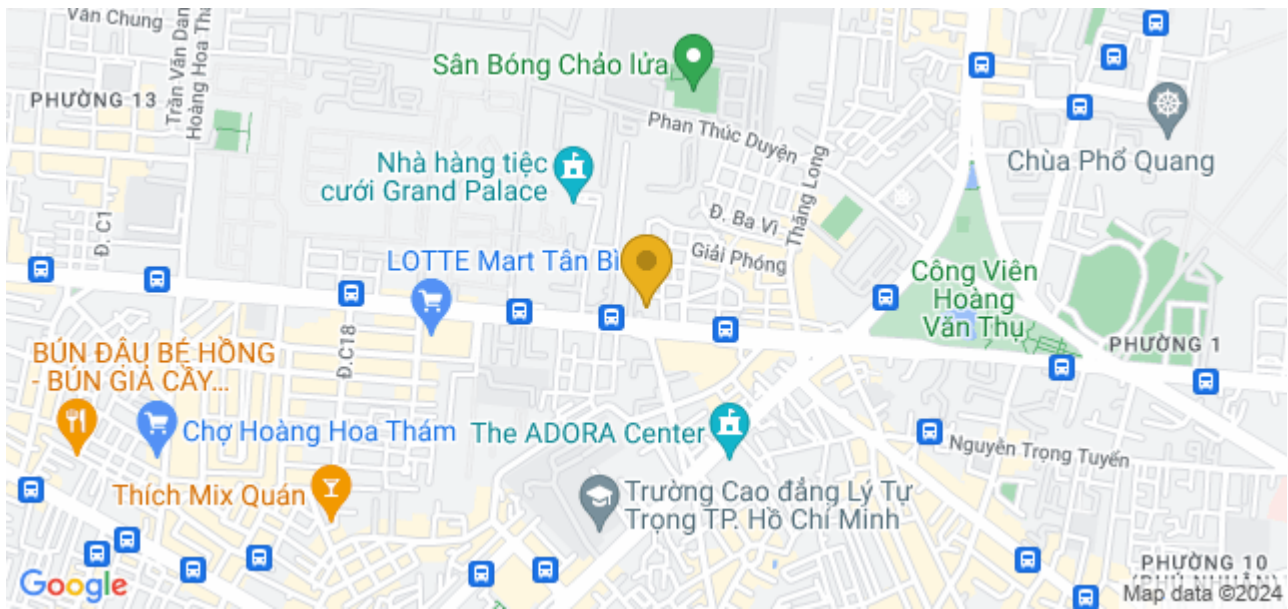 Văn Chung
Trần Văn Dan
Hoàng Hoa Thá
PHƯỜNG 13
Sân Bóng Chảo lửa
Phan Thúc Duyện
Thăng Long
Chùa Phổ Quang
Nhà hàng tiệc
cưới Grand Palace
Đ. Ba Vì
Giải Phóng
Đ. C1
LOTTE Mart Tân Bì
Công Viên
Hoàng
Văn Thụ
PHƯỜNG 1
Đ.C18
BÚN ĐẬU BÉ HỒNG
- BÚN GIẢ CẦY...
Chợ Hoàng Hoa Thám
The ADORA Center
Nguyễn Trọng Tuyển
Thích Mix Quán
Trường Cao đẳng Lý Tự
Trọng TP. Hồ Chí Minh
PHƯỜNG 10
(PHÚ NHUẬN)
Google
Map data ©2024